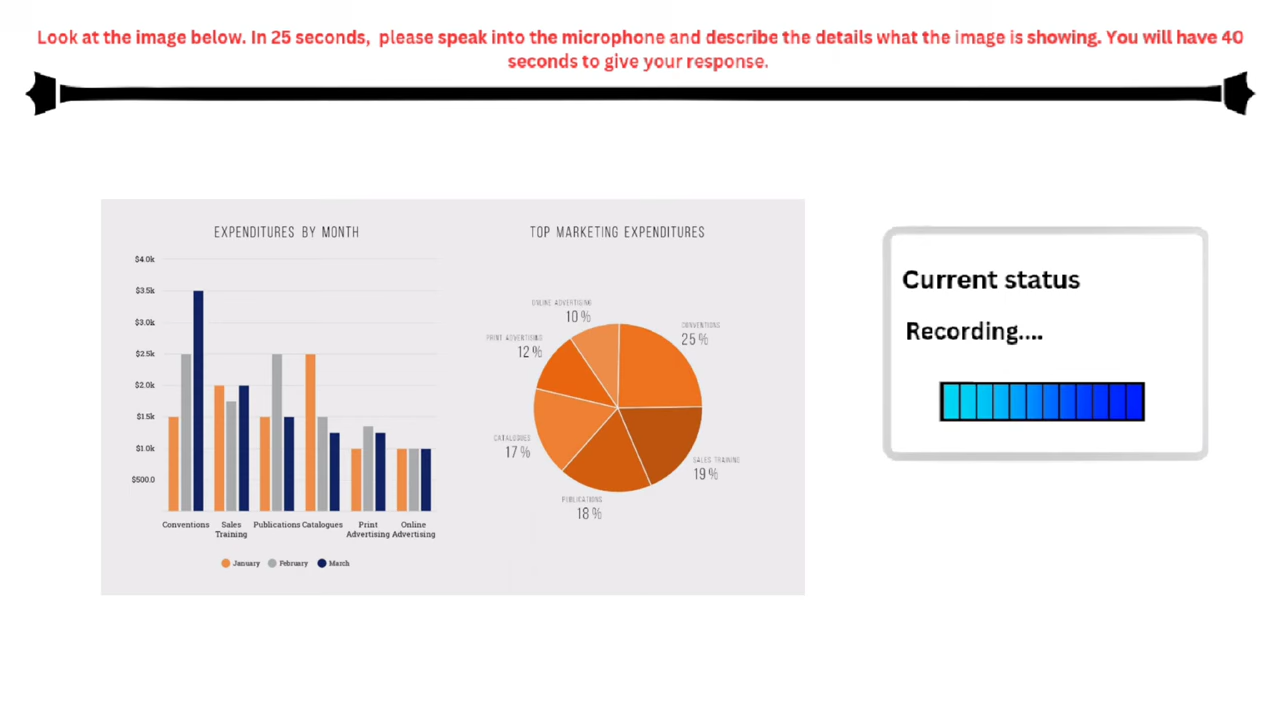 Look at the image below. In 25 seconds, please speak into the microphone and describe the details what the image is showing. You will have 40
seconds to give your response.
EXPENDITURES BY MONTH
$4.0k
$3.5k
$3.0k
$2.5k
$2.0k
$1.5k
$1.0k
$500.0
Conventions Sales Publications Catalogues Print Online
Training Advertising Advertising
January February March
TOP MARKETING EXPENDITURES
ONLINE ADVERTISING
10 %
CONVENTIONS
25 %
PRINT ADVERTISING
12 %
CATALOGUES
17 %
SALES TRAINING
19 %
PUBLICATIONS
18 %
Current status
Recording....